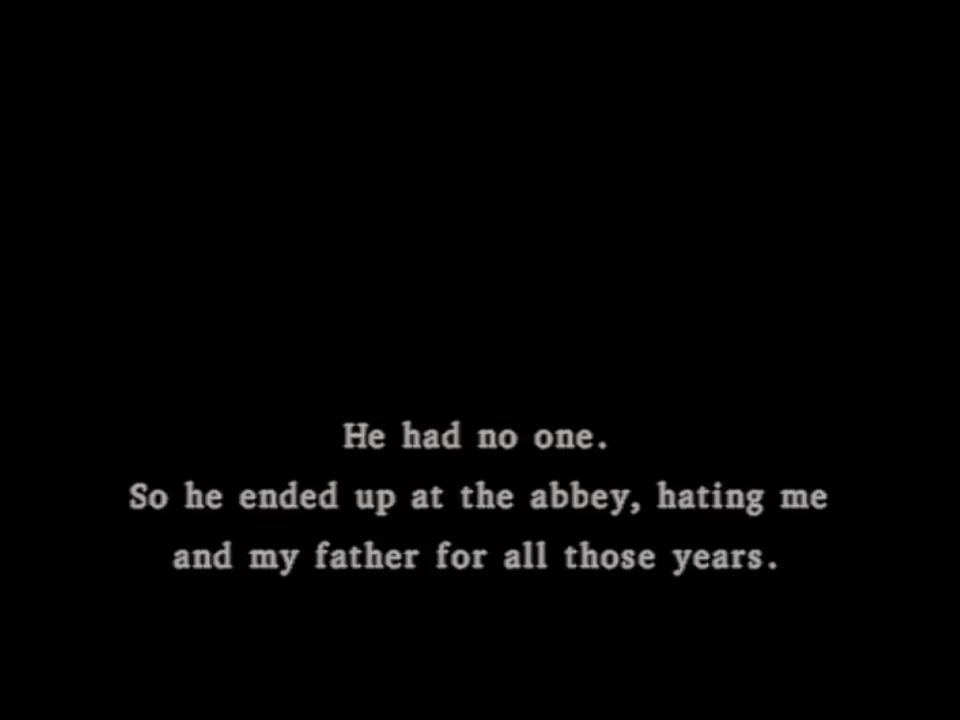 He had no one.
So he ended up at the abbey, hating me
and my father for all those years.